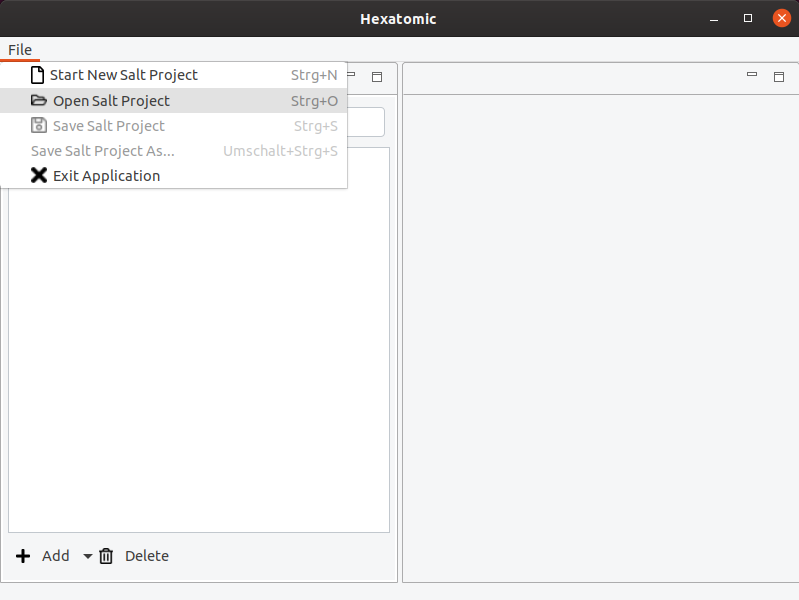 Hexatomic
File
Start New Salt Project Strg+N
Open Salt Project Strg+O
Save Salt Project Strg+S
Save Salt Project As... Umschalt+Strg+S
Exit Application
Add Delete